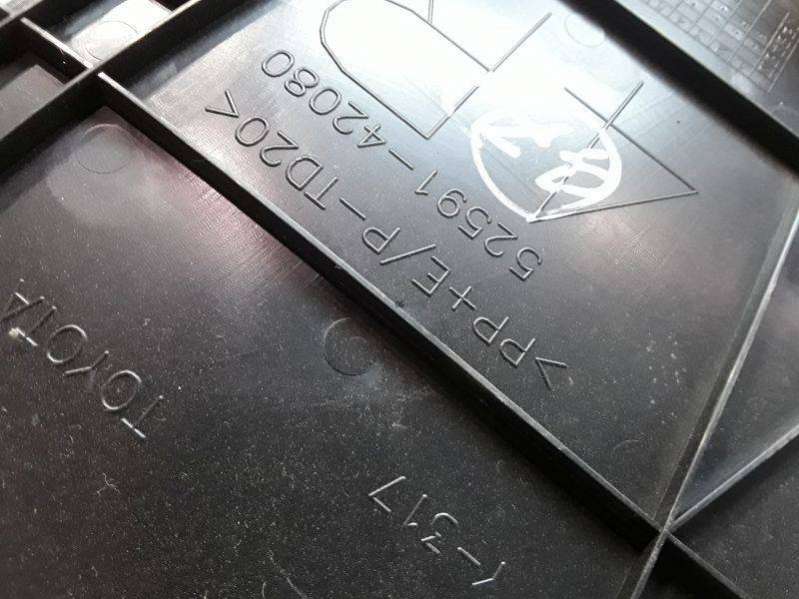 TOYOTA
Y-317
>PP+E/P-TD20<
52591-42080